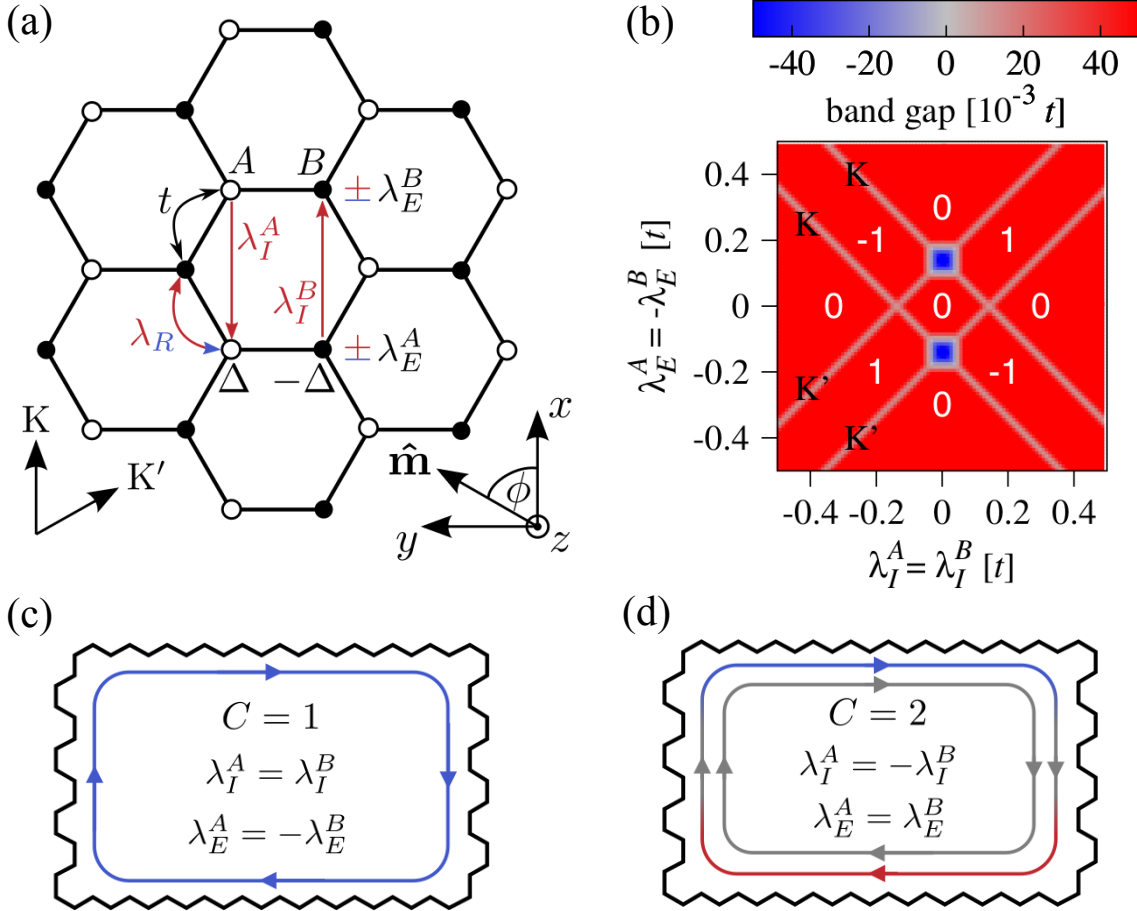 (a)
A
B
± λ_E^B
t
λ_I^A
λ_I^B
λ_R
± λ_E^A
Δ
−Δ
K
K′
m̂
x
ϕ
y
z
(b)
-40 -20 0 20 40
band gap [10⁻³ t]
λ_E^A = -λ_E^B [t]
0.4
0.2
0
-0.2
-0.4
K
K
K'
K'
0
-1
1
0
0
0
1
-1
0
-0.4 -0.2 0 0.2 0.4
λ_I^A = λ_I^B [t]
(c)
C = 1
λ_I^A = λ_I^B
λ_E^A = −λ_E^B
(d)
C = 2
λ_I^A = −λ_I^B
λ_E^A = λ_E^B